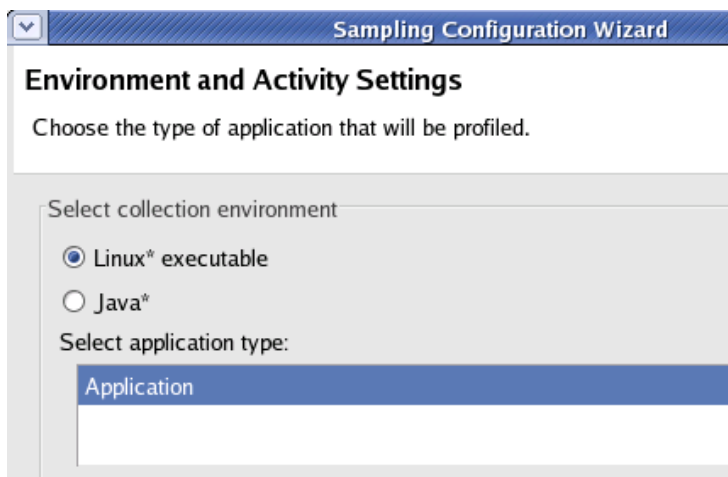 Sampling Configuration Wizard
Environment and Activity Settings
Choose the type of application that will be profiled.
Select collection environment
Linux* executable
Java*
Select application type:
Application